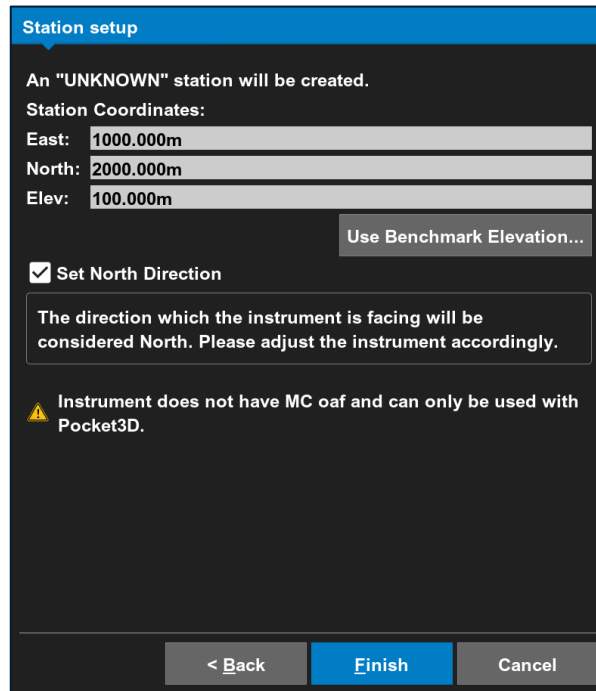 Station setup
An "UNKNOWN" station will be created.
Station Coordinates:
East: 1000.000m
North: 2000.000m
Elev: 100.000m
Use Benchmark Elevation...
Set North Direction
The direction which the instrument is facing will be
considered North. Please adjust the instrument accordingly.
Instrument does not have MC oaf and can only be used with
Pocket3D.
< Back Finish Cancel